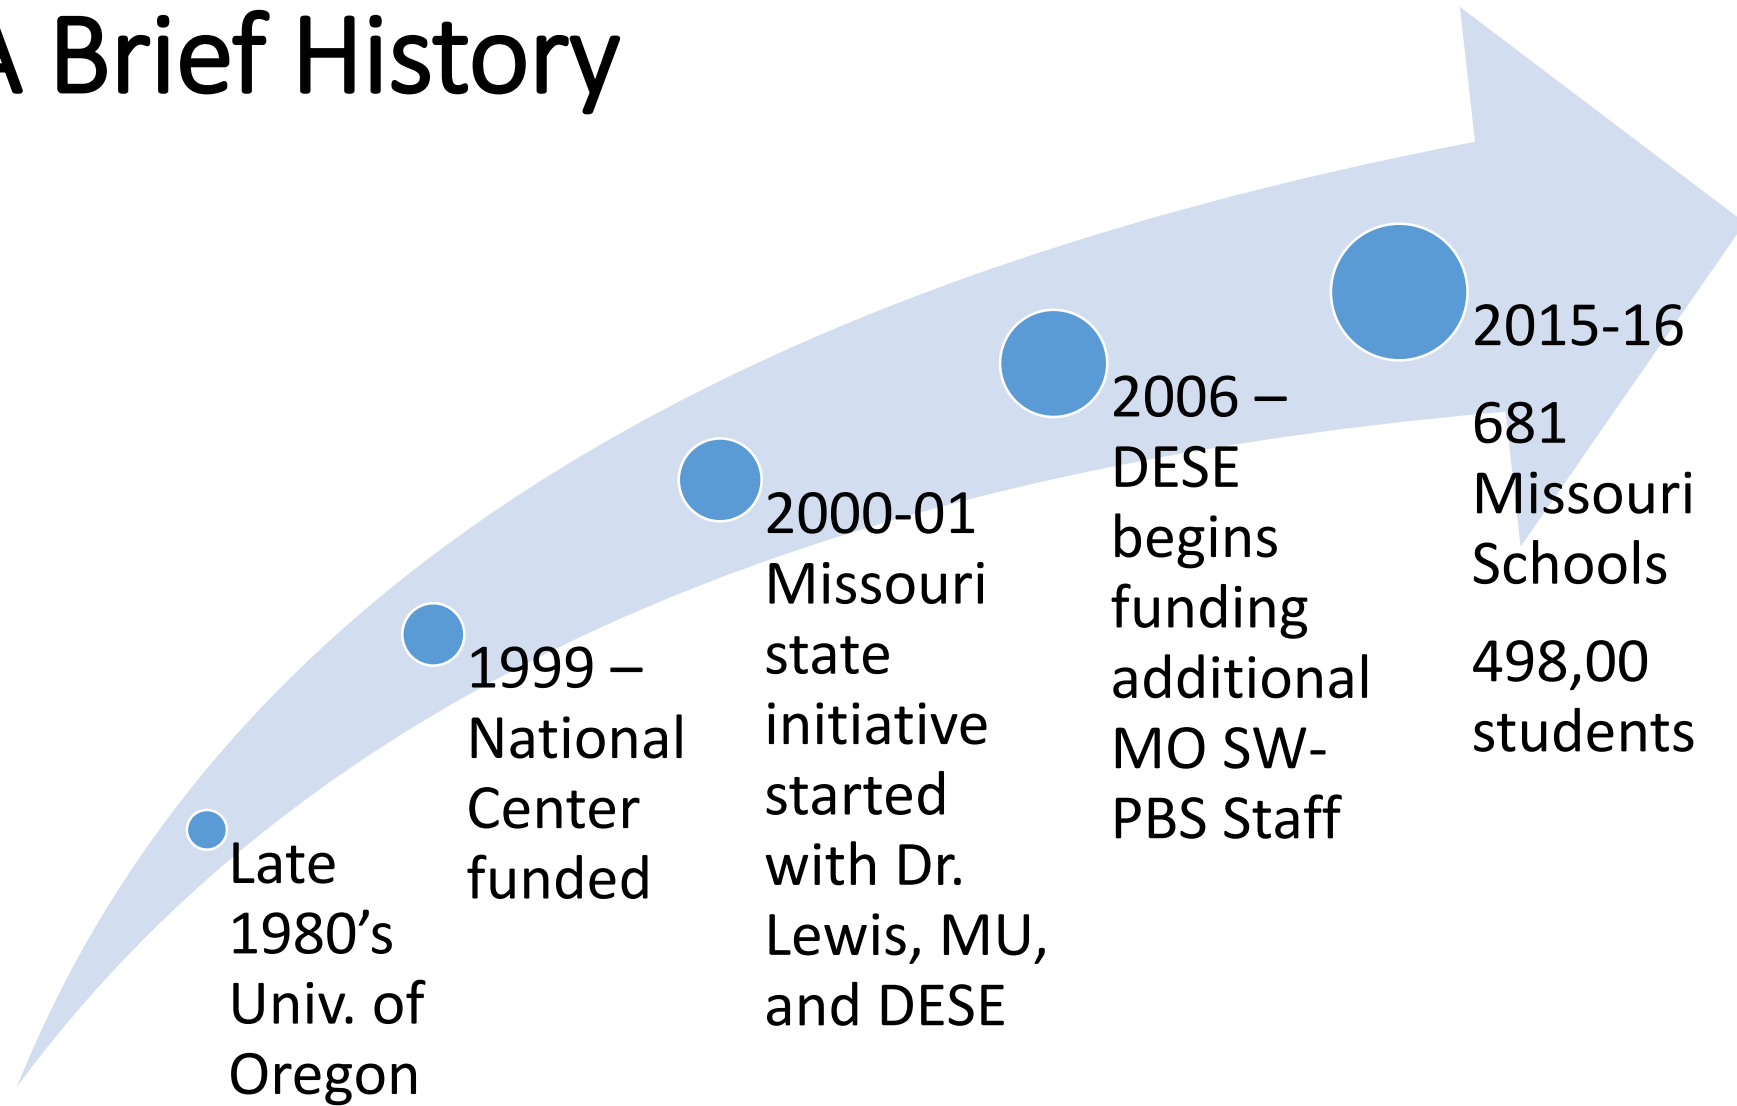 A Brief History
Late
1980’s
Univ. of
Oregon
1999 –
National
Center
funded
2000-01
Missouri
state
initiative
started
with Dr.
Lewis, MU,
and DESE
2006 –
DESE
begins
funding
additional
MO SW-
PBS Staff
2015-16
681
Missouri
Schools
498,00
students